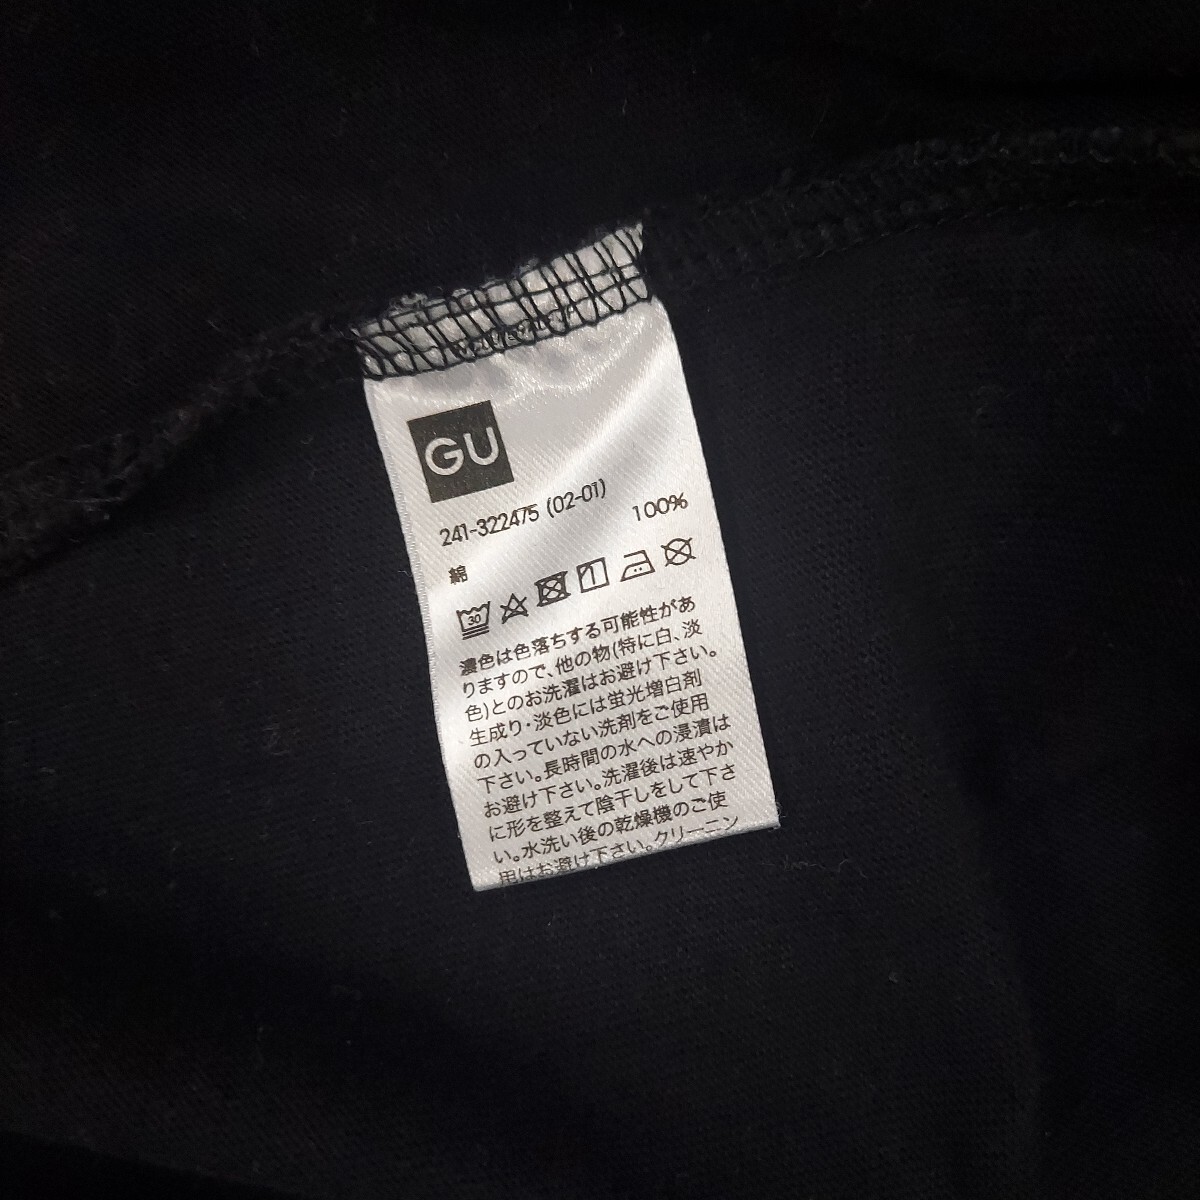 GU
241-322475 (02-01)
綿 100%
30
濃色は色落ちする可能性があ
りますので、他の物(特に白、淡
色)とのお洗濯はお避け下さい。
生成り・淡色には蛍光増白剤
の入っていない洗剤をご使用
下さい。長時間の水への浸漬は
お避け下さい。洗濯後は速やか
に形を整えて陰干しをして下さ
い。水洗い後の乾燥機のご使
用はお避け下さい。クリーニン